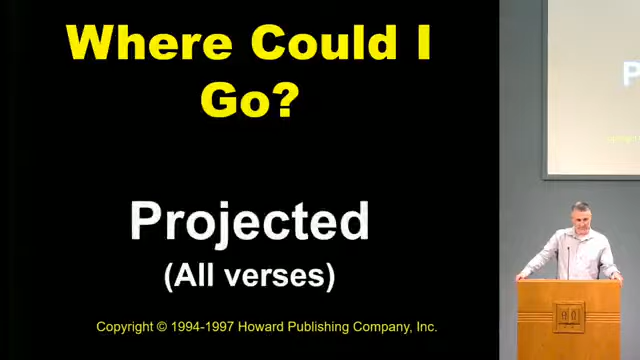 Where Could I
Go?
Projected
(All verses)
Copyright © 1994-1997 Howard Publishing Company, Inc.
P